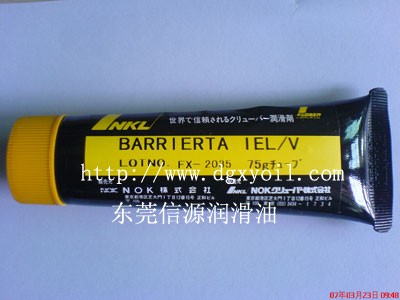 NKL
世界で信頼されるクリューバー潤滑剤
KLÜBER
BARRIERTA IEL/V
LOTNO. FX-2035 75gチューブ
http://www.dgxyoil.com/
NOK株式会社
NKL NOKクリューバー株式会社
东莞信源润滑油
07年03月23日 09:48